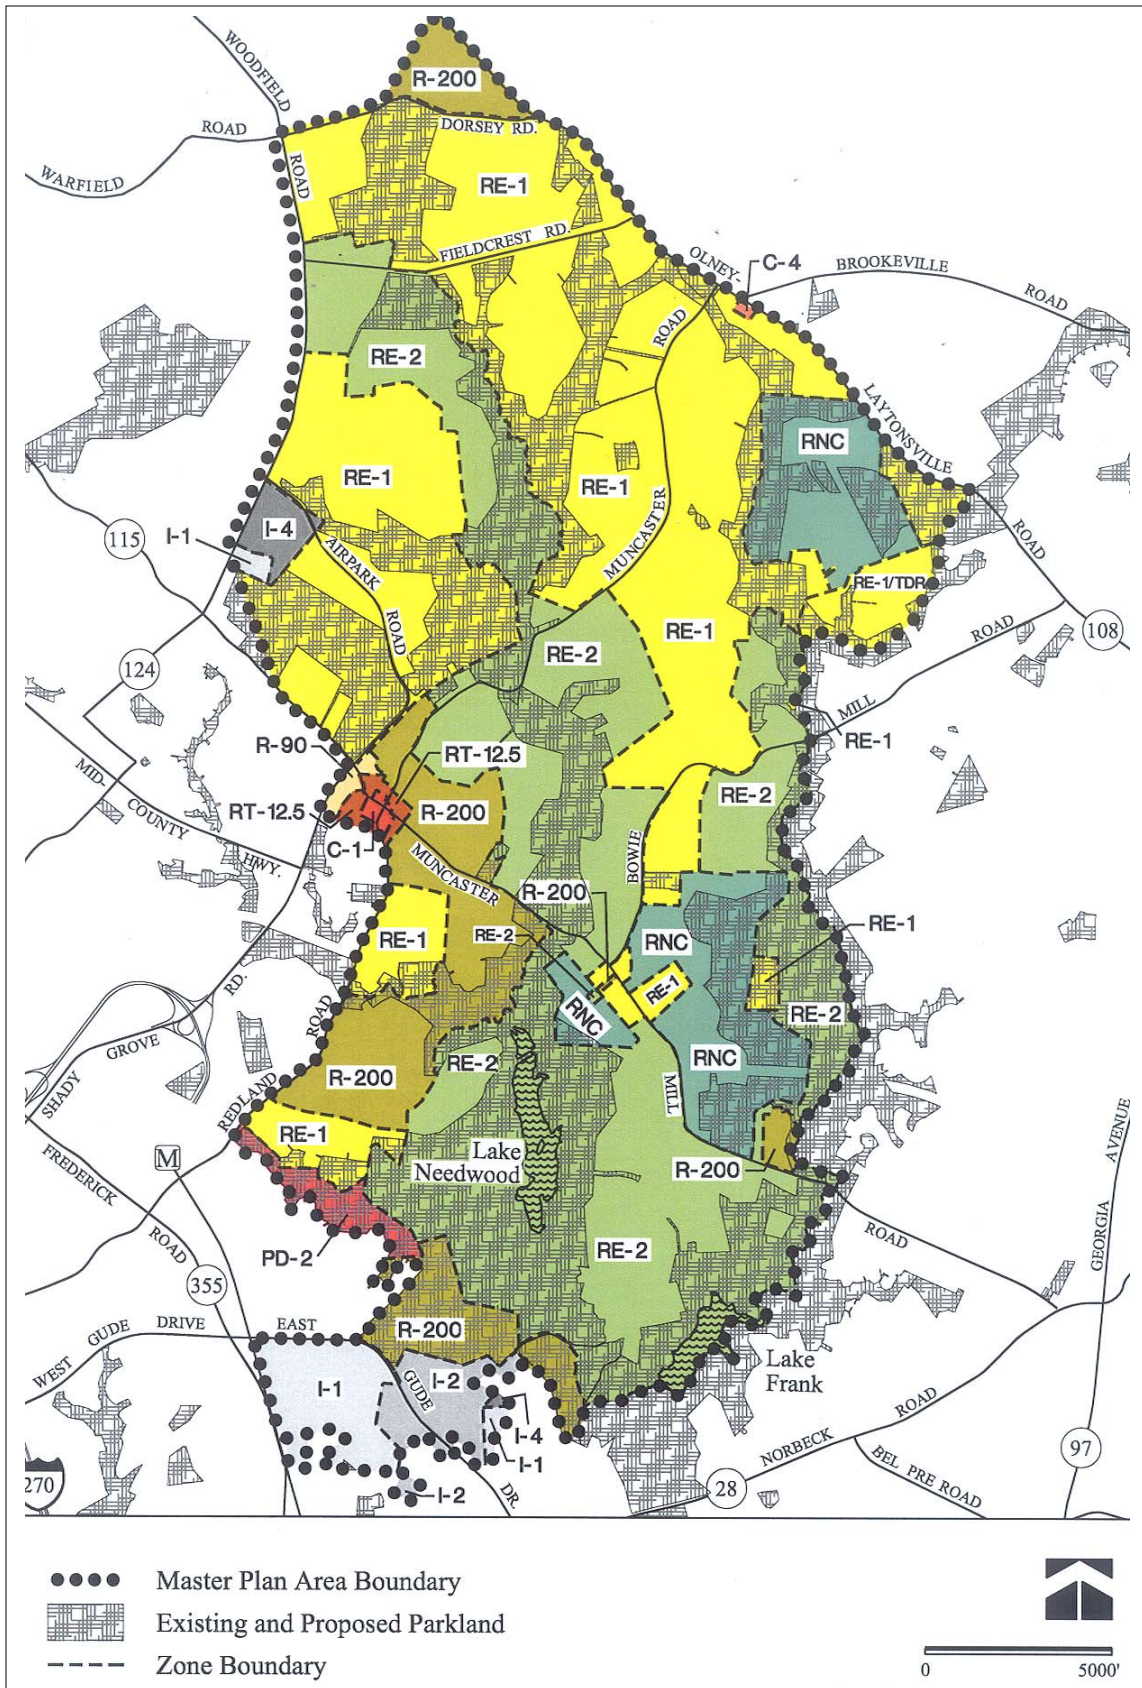 WOODFIELD
R-200
DORSEY RD.
ROAD
ROAD
WARFIELD
RE-1
FIELDCREST RD.
OLNEY-
C-4
BROOKEVILLE
ROAD
ROAD
RE-2
LAYTONSVILLE
RNC
RE-1
RE-1
I-4
I-1
115
AIRPARK
MUNCASTER
ROAD
RE-1/TDR
ROAD
RE-1
ROAD
108
RE-2
124
MILL
RE-1
R-90
RT-12.5
MID-
COUNTY
HWY.
RE-2
RT-12.5
R-200
C-1
MUNCASTER
BOWIE
R-200
RE-1
RE-2
RNC
RE-1
RD.
RE-1
ROAD
RNC
RE-2
GROVE
SHADY
RE-2
RNC
R-200
MILL
REDLAND
RE-1
AVENUE
FREDERICK
M
Lake
Needwood
R-200
ROAD
ROAD
GEORGIA
PD-2
RE-2
355
DRIVE
EAST
GUDE
WEST
R-200
Lake
Frank
I-1
I-2
GUDE
ROAD
I-4
NORBECK
I-1
97
BEL PRE ROAD
270
I-2
DR.
28
Master Plan Area Boundary
Existing and Proposed Parkland
Zone Boundary
0
5000'